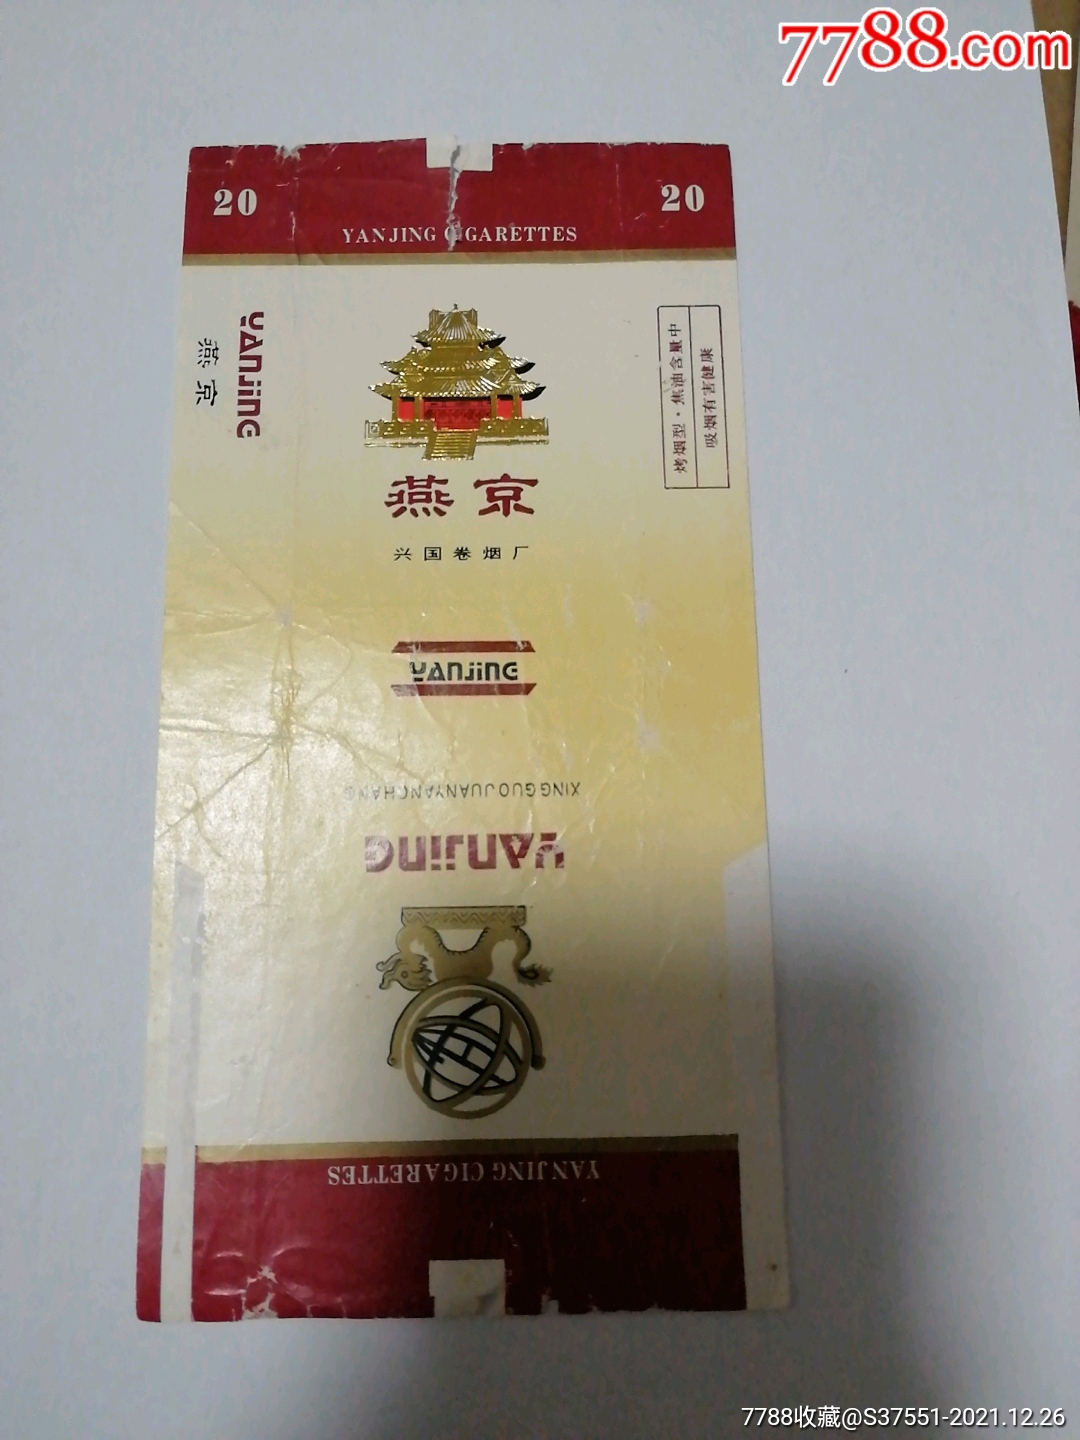 7788.com
20
20
YANJING CIGARETTES
YANJING
燕京
烤烟型·焦油含量中
吸烟有害健康
燕京
兴国卷烟厂
YANJING
XINGGUOJUANYANCHANG
YANJING
YANJING CIGARETTES
7788收藏@S37551-2021.12.26